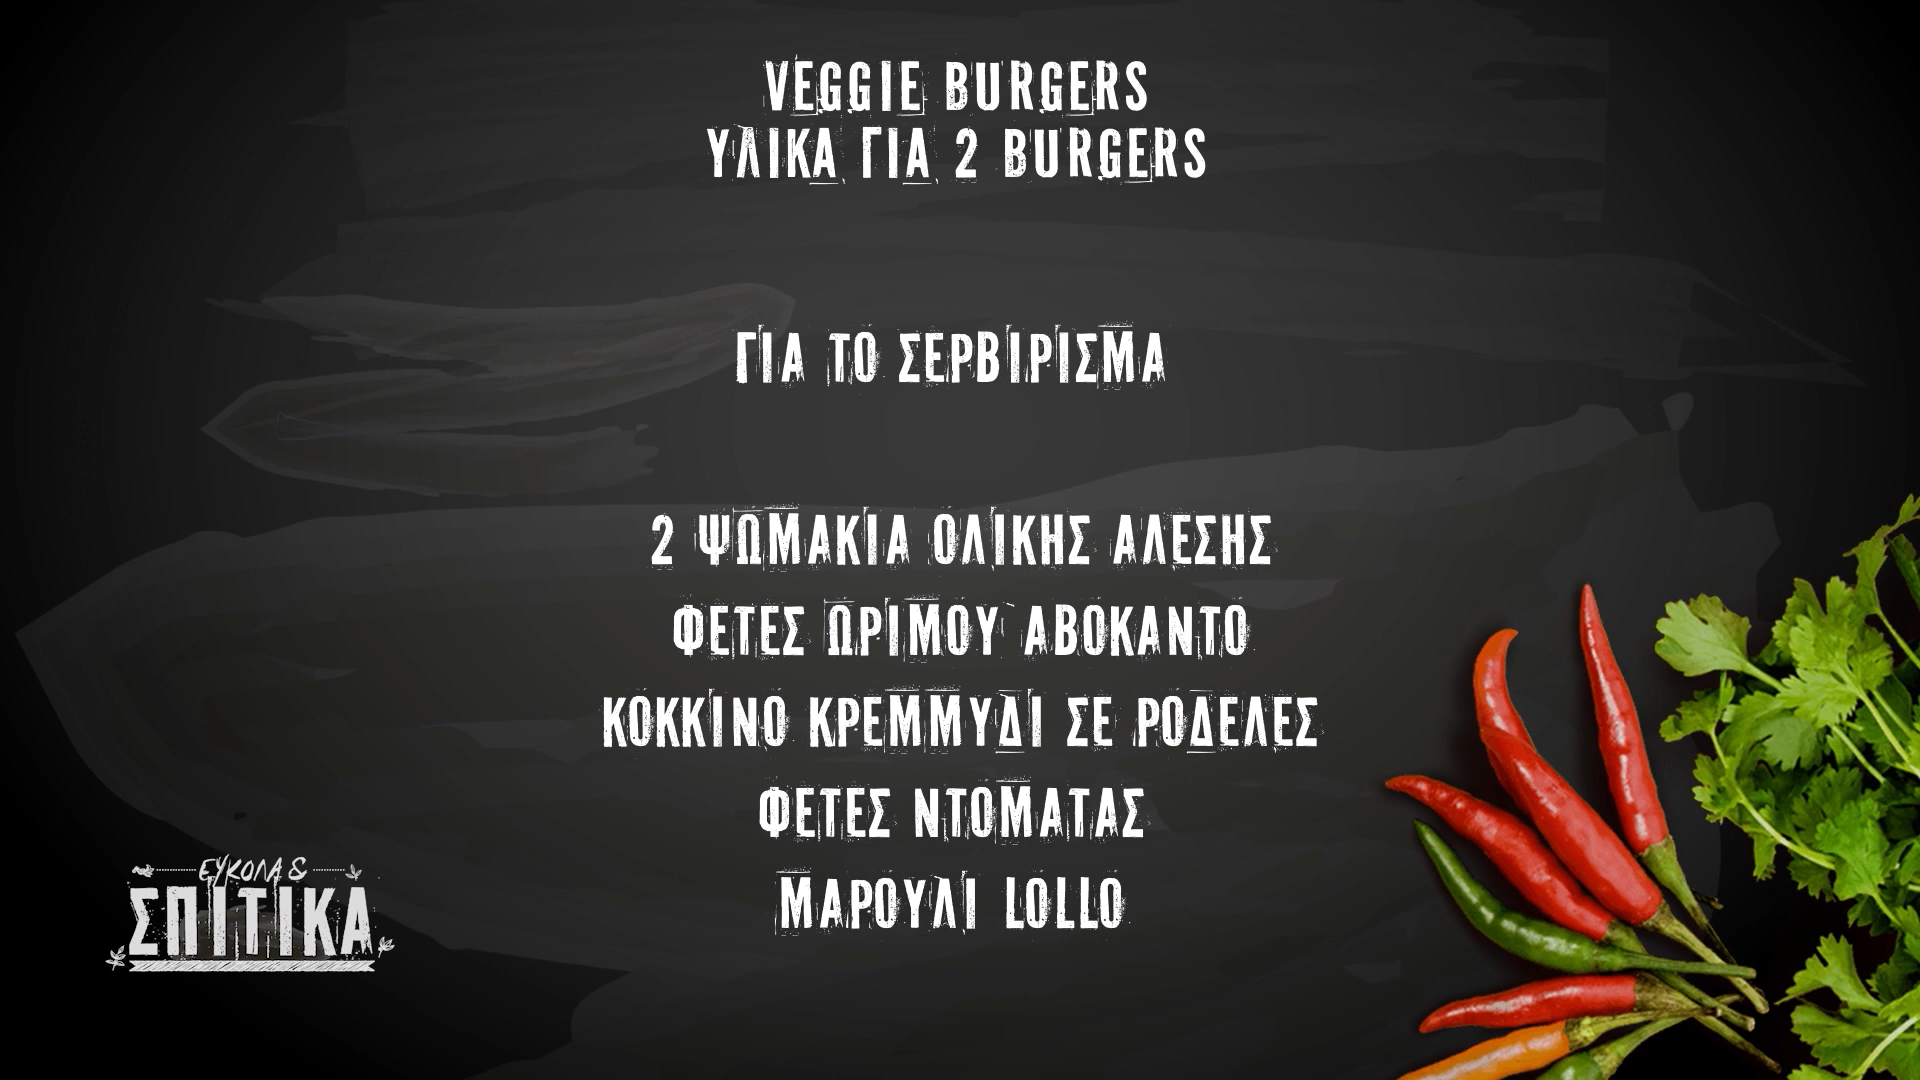 VEGGIE BURGERS
ΥΛΙΚΑ ΓΙΑ 2 BURGERS
ΓΙΑ ΤΟ ΣΕΡΒΙΡΙΣΜΑ
2 ΨΩΜΑΚΙΑ ΟΛΙΚΗΣ ΑΛΕΣΗΣ
ΦΕΤΕΣ ΩΡΙΜΟΥ ΑΒΟΚΑΝΤΟ
ΚΟΚΚΙΝΟ ΚΡΕΜΜΥΔΙ ΣΕ ΡΟΔΕΛΕΣ
ΦΕΤΕΣ ΝΤΟΜΑΤΑΣ
ΜΑΡΟΥΛΙ LOLLO
ΕΥΚΟΛΑ &
ΣΠΙΤΙΚΑ